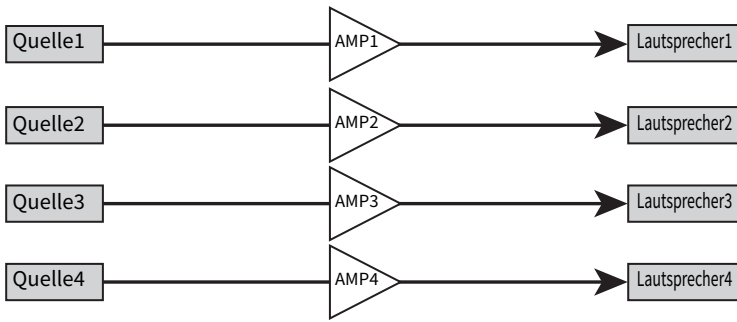 Quelle1 AMP1 Lautsprecher1
Quelle2 AMP2 Lautsprecher2
Quelle3 AMP3 Lautsprecher3
Quelle4 AMP4 Lautsprecher4